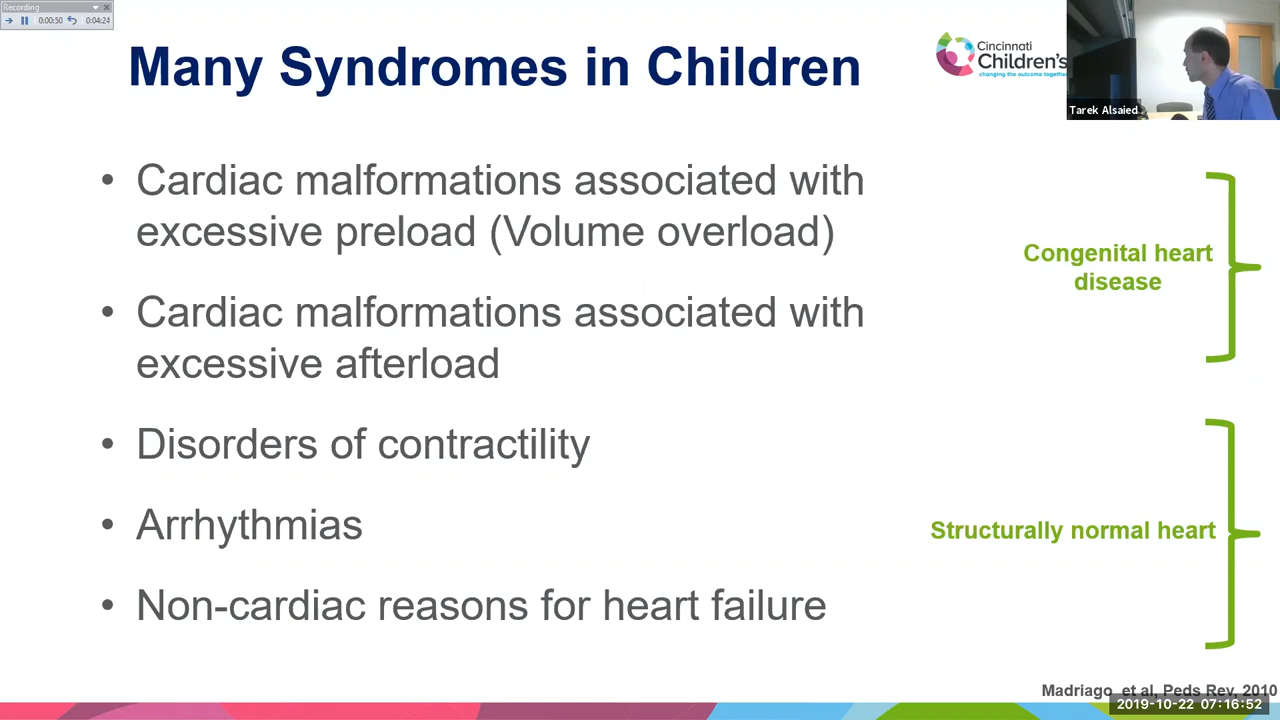 Recording
0:00:50
0:04:24
Many Syndromes in Children
Cincinnati
Children's
changing the outcome together
Tarek Alsaied
• Cardiac malformations associated with
excessive preload (Volume overload)
• Cardiac malformations associated with
excessive afterload
Congenital heart
disease
• Disorders of contractility
• Arrhythmias
• Non-cardiac reasons for heart failure
Structurally normal heart
Madriago et al, Peds Rev, 2010
2019-10-22 07:16:52